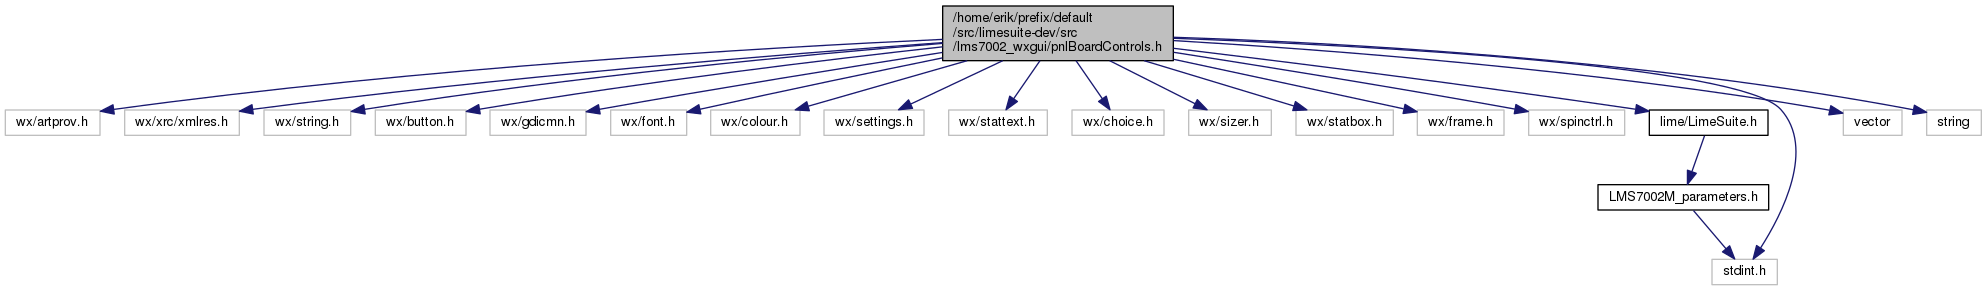 /home/erik/prefix/default
/src/limesuite-dev/src
/lms7002_wxgui/pnlBoardControls.h
wx/artprov.h
wx/xrc/xmlres.h
wx/string.h
wx/button.h
wx/gdicmn.h
wx/font.h
wx/colour.h
wx/settings.h
wx/stattext.h
wx/choice.h
wx/sizer.h
wx/statbox.h
wx/frame.h
wx/spinctrl.h
lime/LimeSuite.h
vector
string
LMS7002M_parameters.h
stdint.h